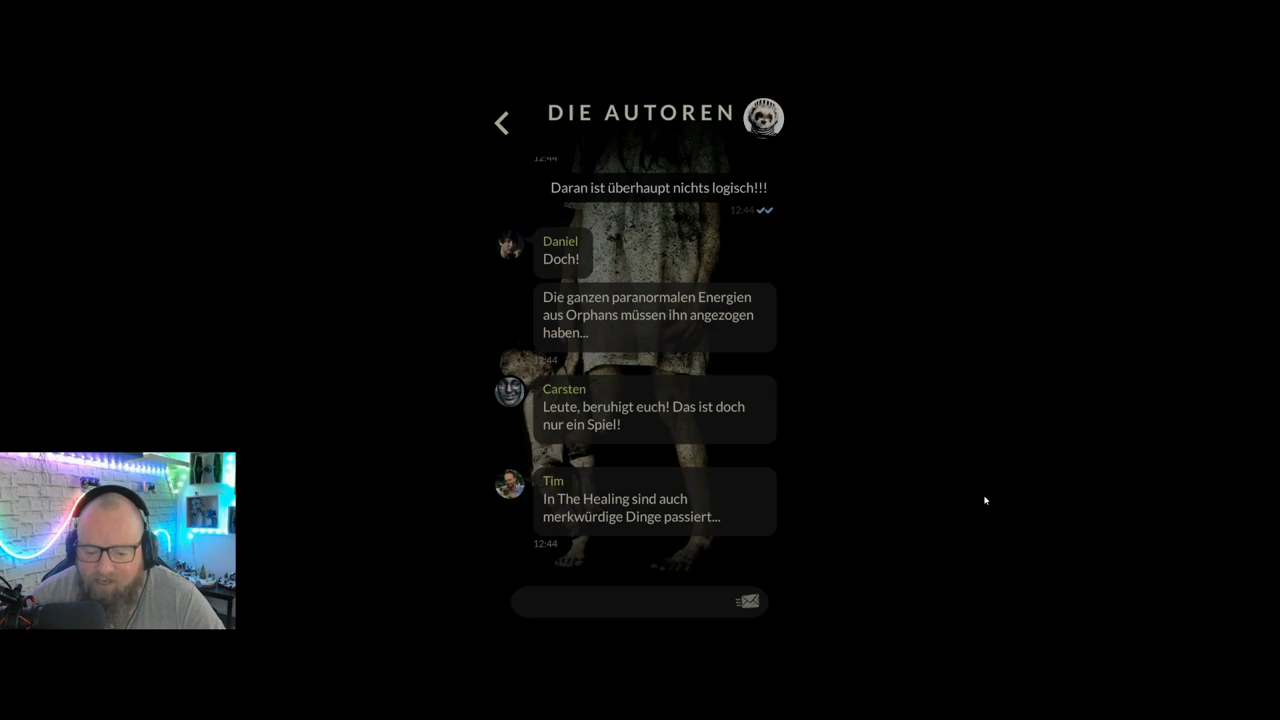 DIE AUTOREN
12:44
Daran ist überhaupt nichts logisch!!!
12:44
Daniel
Doch!
Die ganzen paranormalen Energien
aus Orphans müssen ihn angezogen
haben...
12:44
Carsten
Leute, beruhigt euch! Das ist doch
nur ein Spiel!
Tim
In The Healing sind auch
merkwürdige Dinge passiert...
12:44